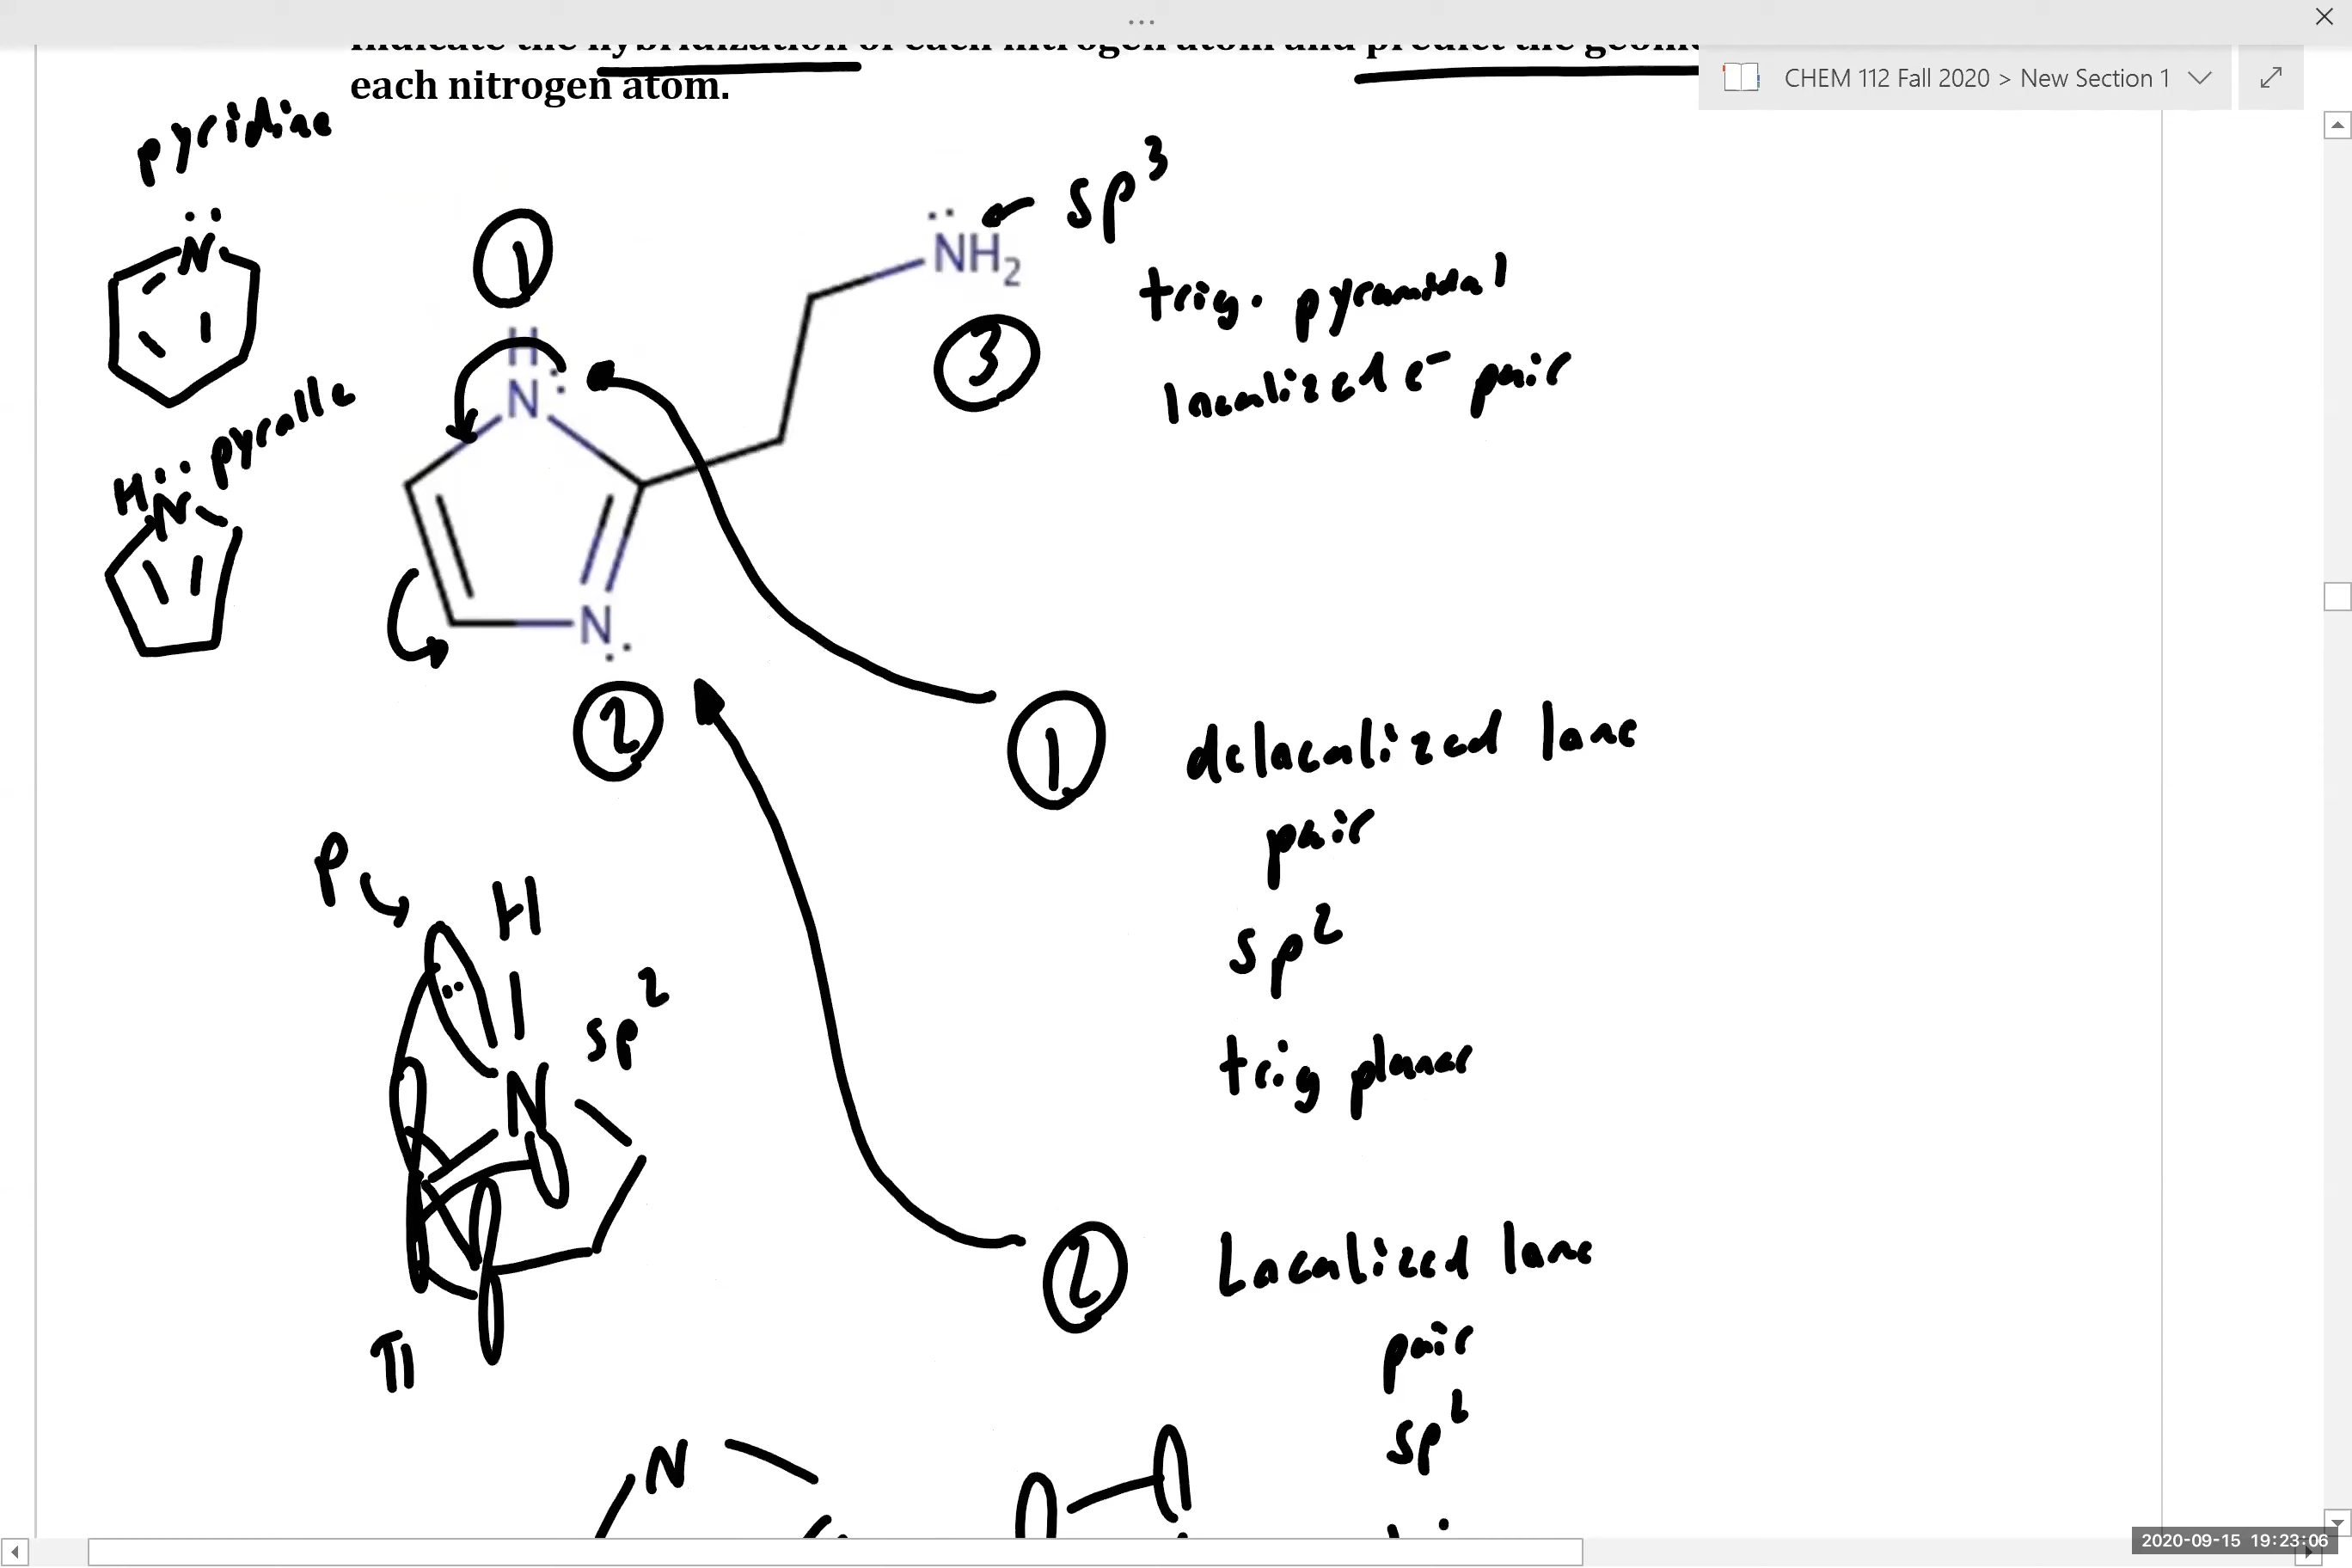 each nitrogen atom.
CHEM 112 Fall 2020 > New Section 1
pyridine
N
pyrolle
H
N
1
H
N
N
2
NH2
3
sp3
trig. pyramidal
localized e- pair
1
delocalized lone
pair
sp2
trig planar
P
H
sp2
N
π
2
Localized lone
pair
sp2
N
2020-09-15 19:23:06